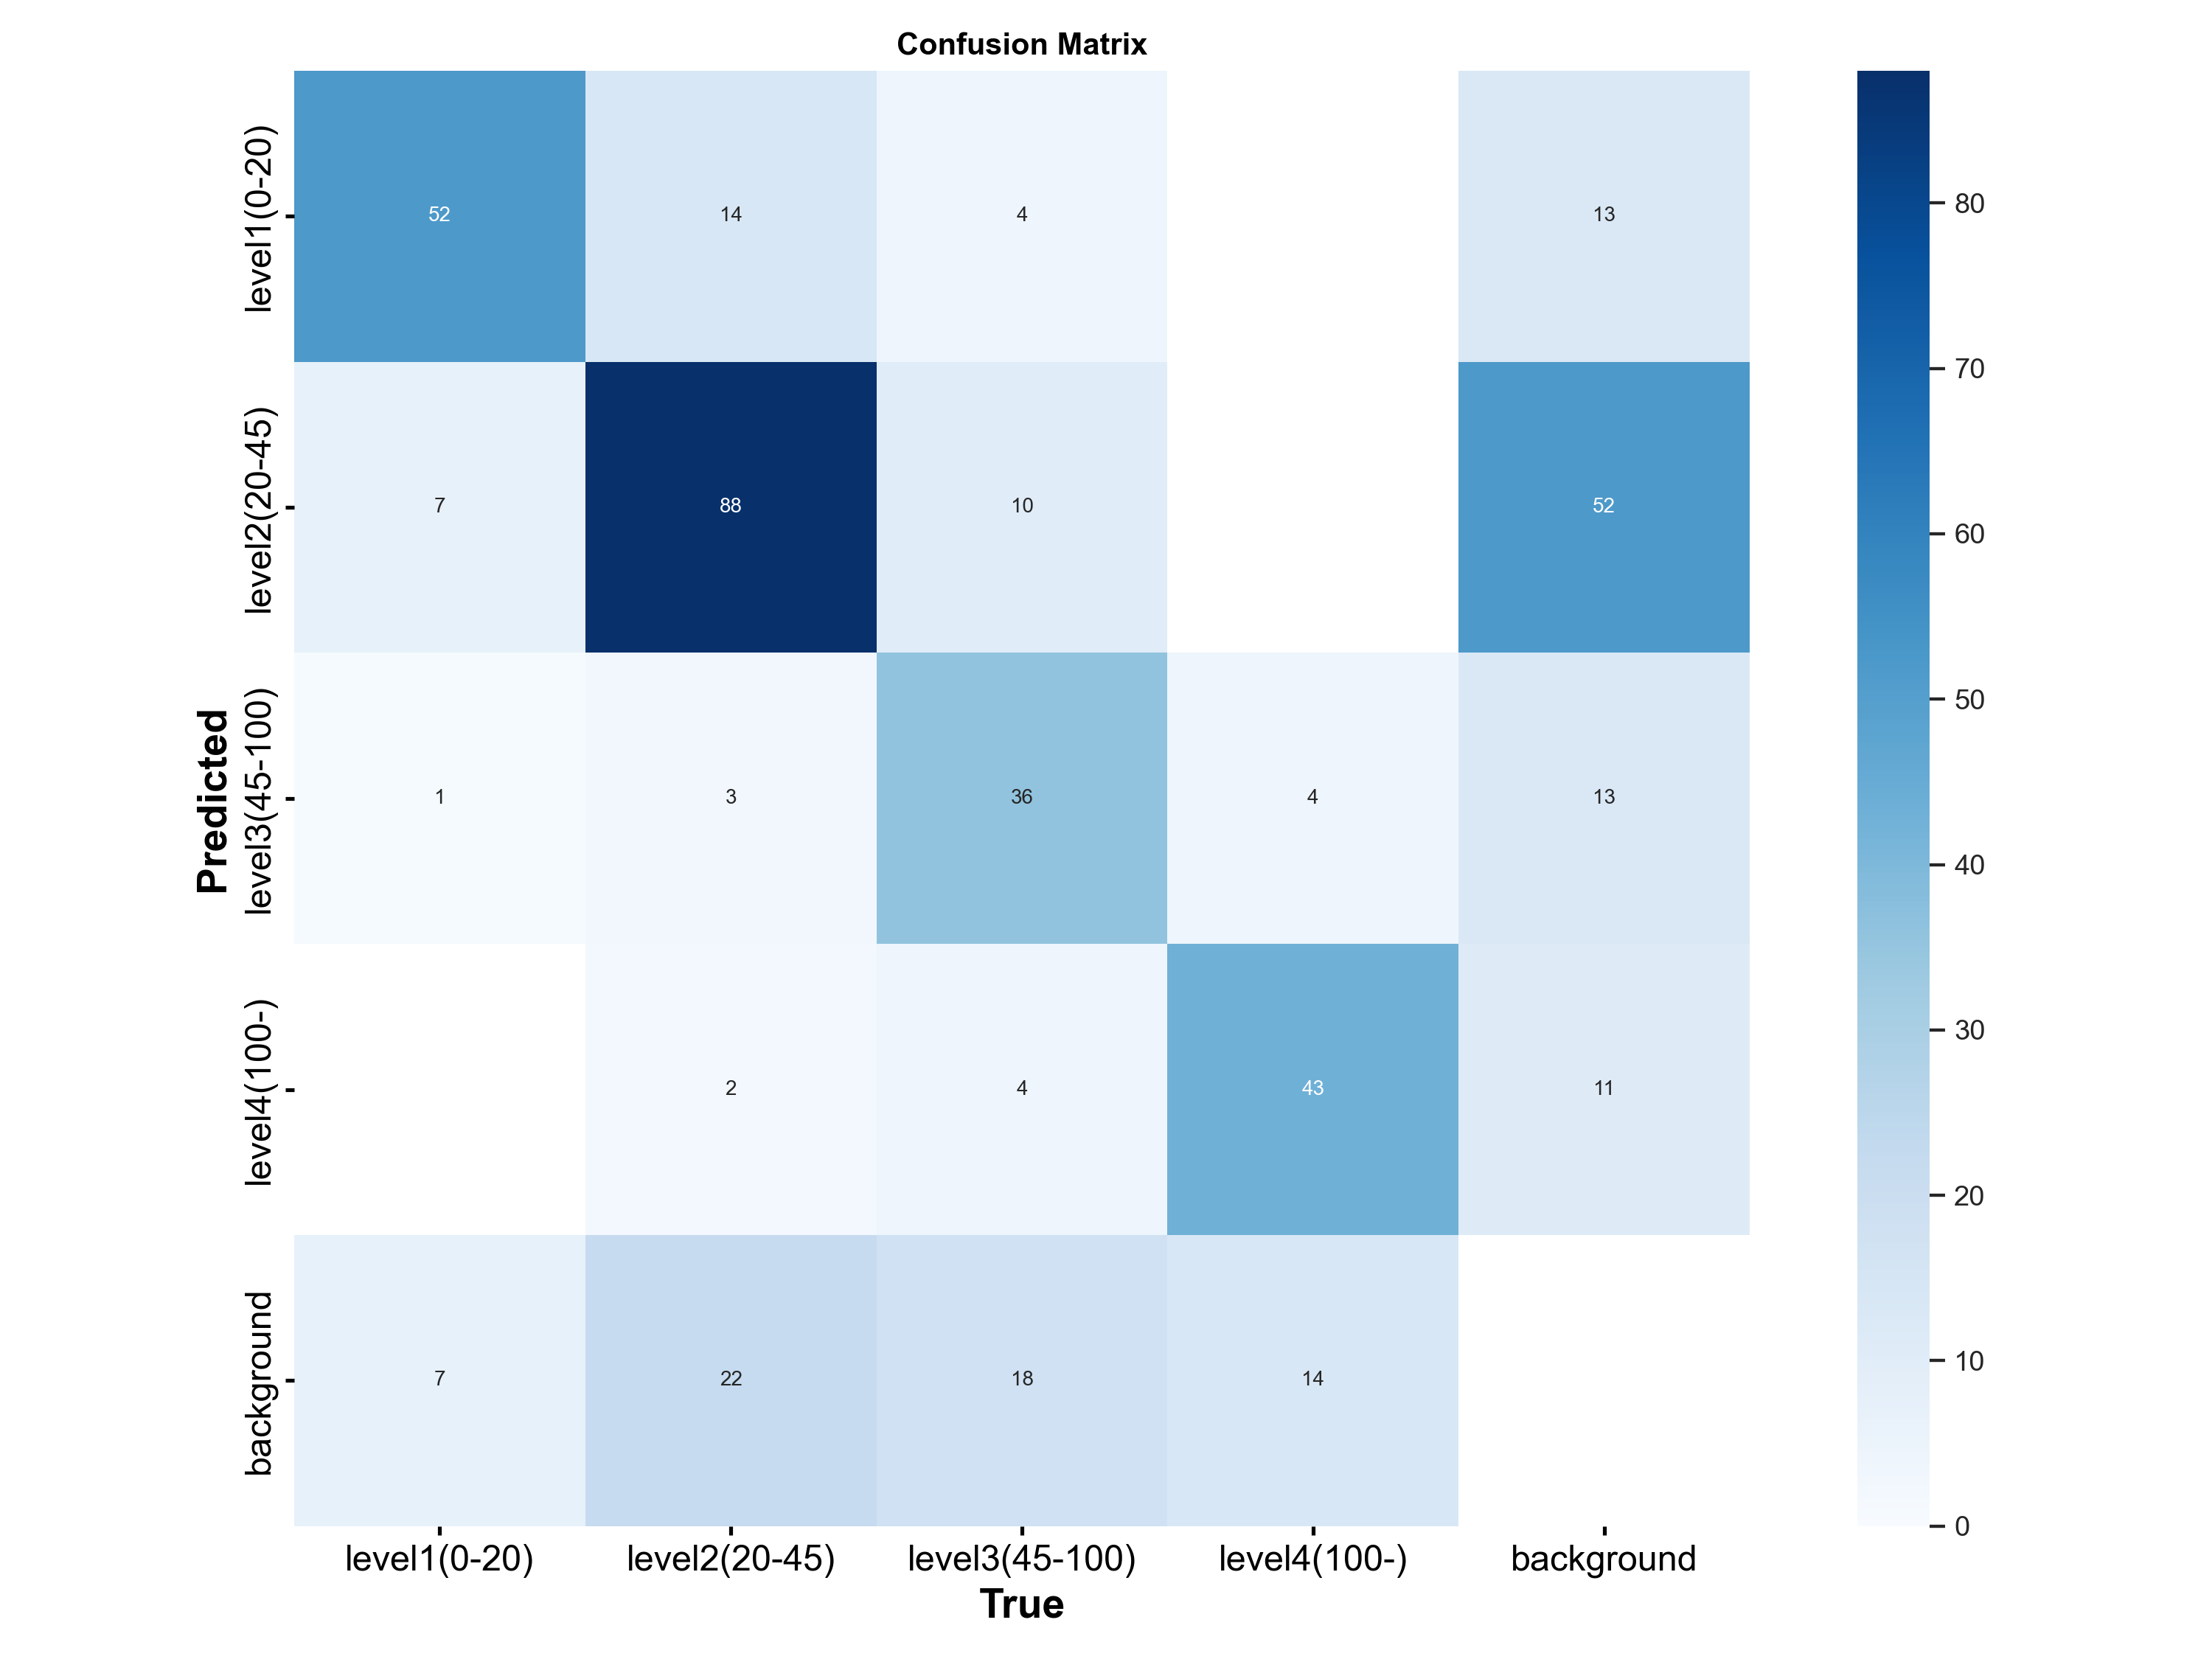 Confusion Matrix
level1(0-20)
52
14
4
13
level2(20-45)
7
88
10
52
level3(45-100)
1
3
36
4
13
level4(100-)
2
4
43
11
background
7
22
18
14
Predicted
level1(0-20)
level2(20-45)
level3(45-100)
level4(100-)
background
True
80
70
60
50
40
30
20
10
0